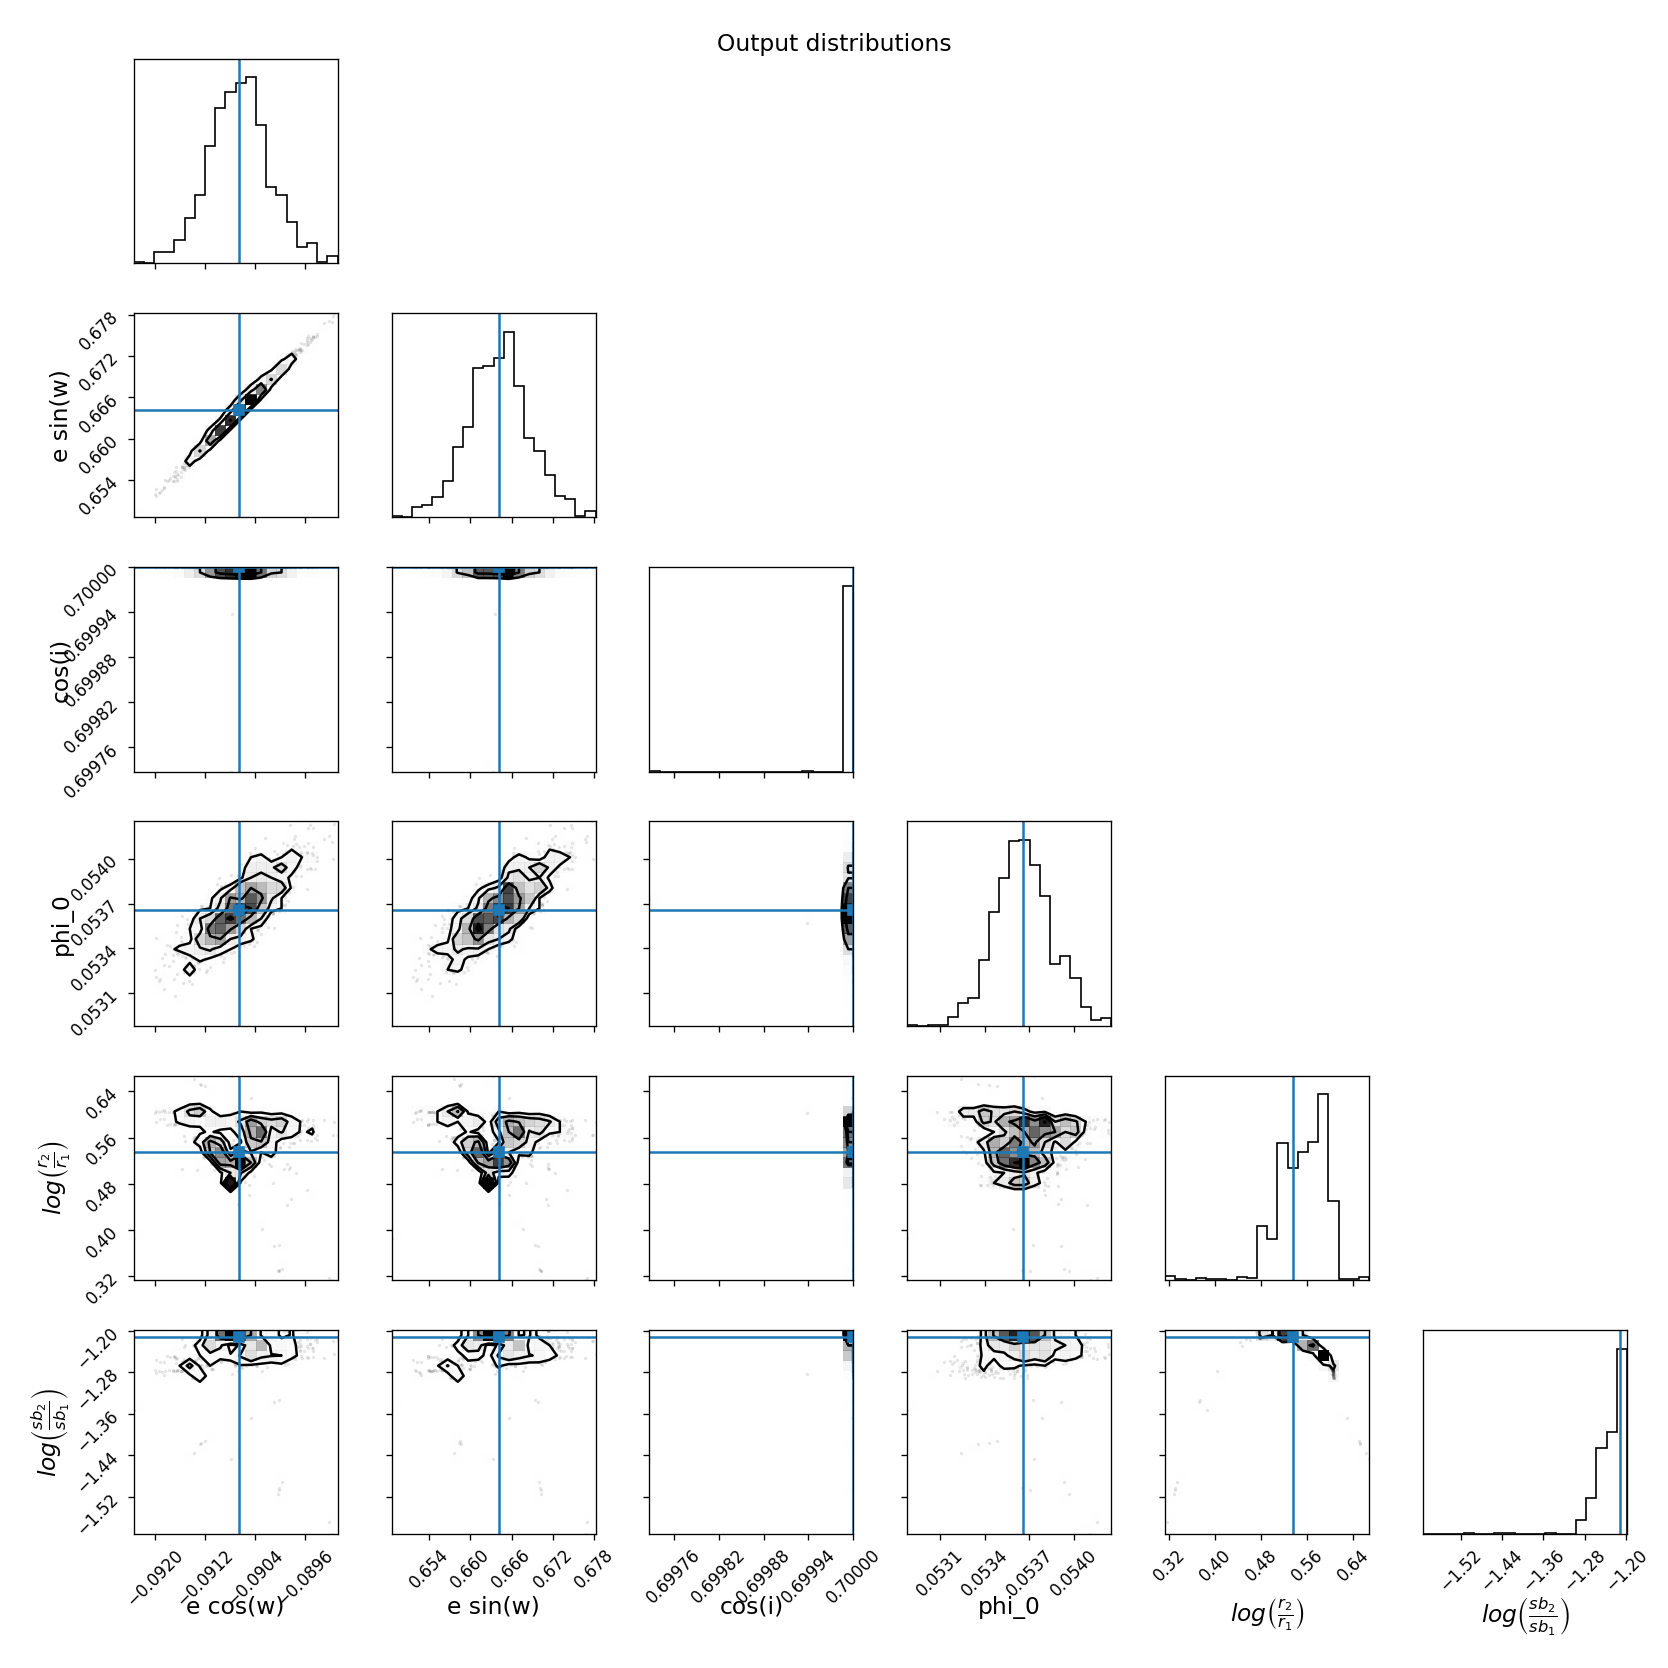 Output distributions
e sin(w)
0.678
0.672
0.666
0.660
0.654
cos(i)
0.70000
0.69994
0.69988
0.69982
0.69976
phi_0
0.0540
0.0537
0.0534
0.0531
log(r2/r1)
0.64
0.56
0.48
0.40
0.32
log(sb2/sb1)
−1.20
−1.28
−1.36
−1.44
−1.52
−0.0920 −0.0912 −0.0904 −0.0896
0.654 0.660 0.666 0.672 0.678
0.69976 0.69982 0.69988 0.69994 0.70000
0.0531 0.0534 0.0537 0.0540
0.32 0.40 0.48 0.56 0.64
−1.52 −1.44 −1.36 −1.28 −1.20
e cos(w)
e sin(w)
cos(i)
phi_0
log(r2/r1)
log(sb2/sb1)